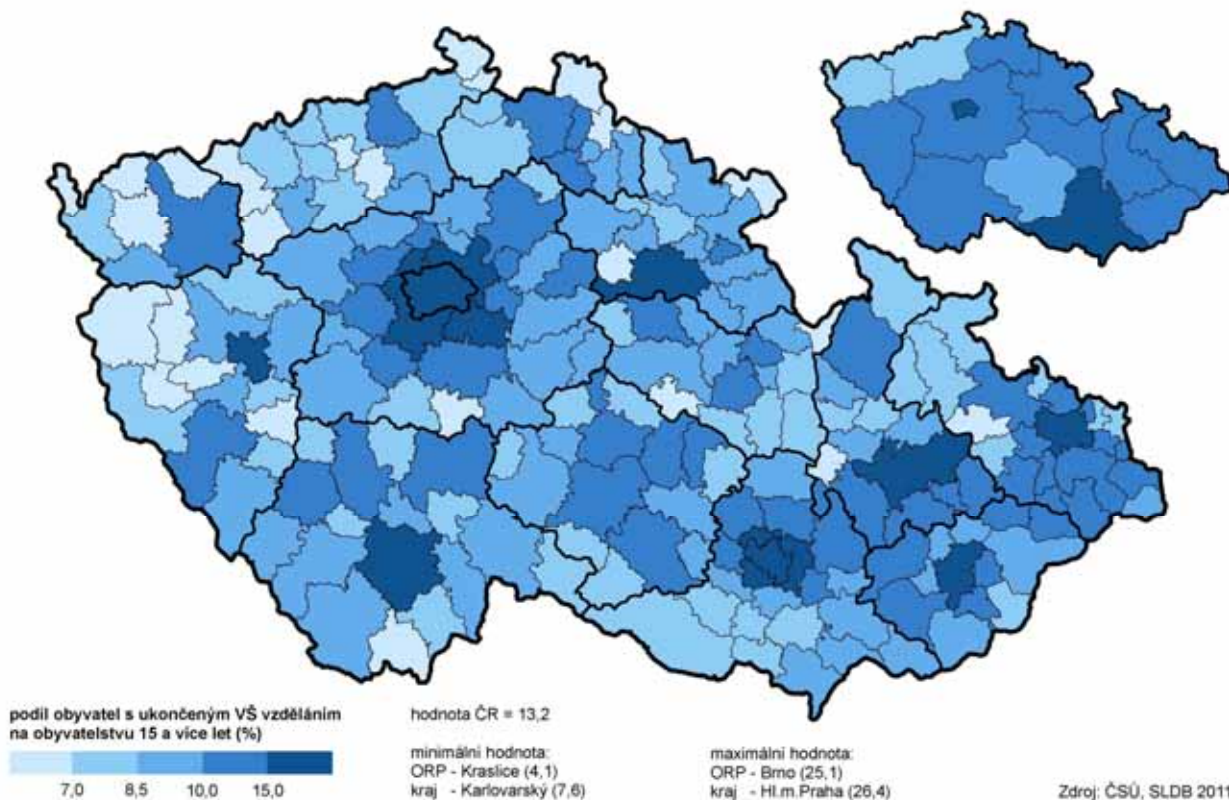 podíl obyvatel s ukončeným VŠ vzděláním
na obyvatelstvu 15 a více let (%)
7,0 8,5 10,0 15,0
hodnota ČR = 13,2
minimální hodnota:
ORP - Kraslice (4,1)
kraj - Karlovarský (7,6)
maximální hodnota:
ORP - Brno (25,1)
kraj - Hl.m.Praha (26,4)
Zdroj: ČSÚ, SLDB 2011